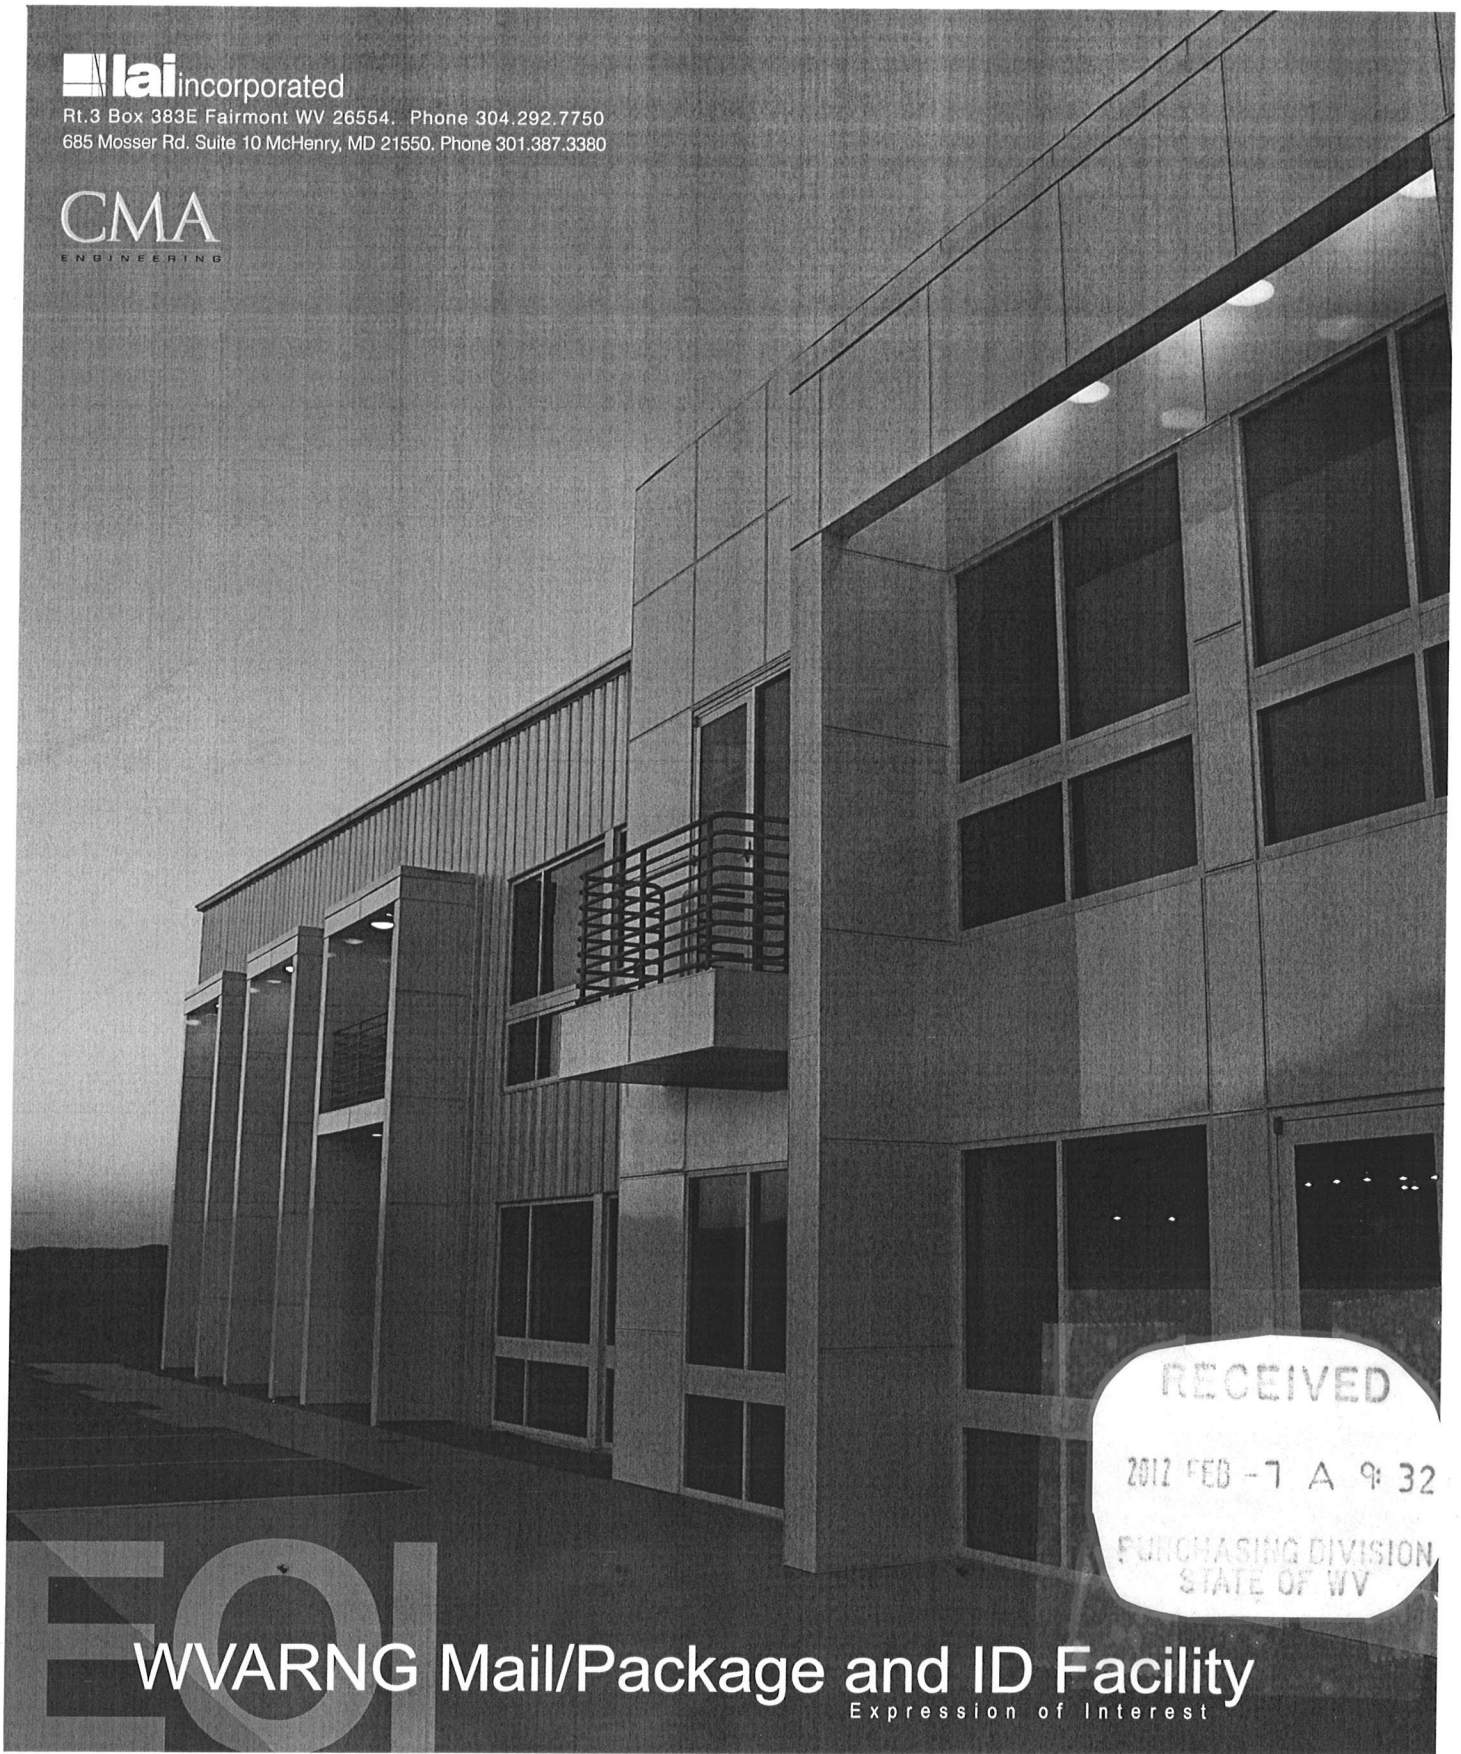 lai incorporated
Rt.3 Box 383E Fairmont WV 26554. Phone 304.292.7750
685 Mosser Rd. Suite 10 McHenry, MD 21550. Phone 301.387.3380
CMA
ENGINEERING
RECEIVED
2012 FEB -7 A 9:32
PURCHASING DIVISION
STATE OF WV
EOI
WVARNG Mail/Package and ID Facility
Expression of Interest